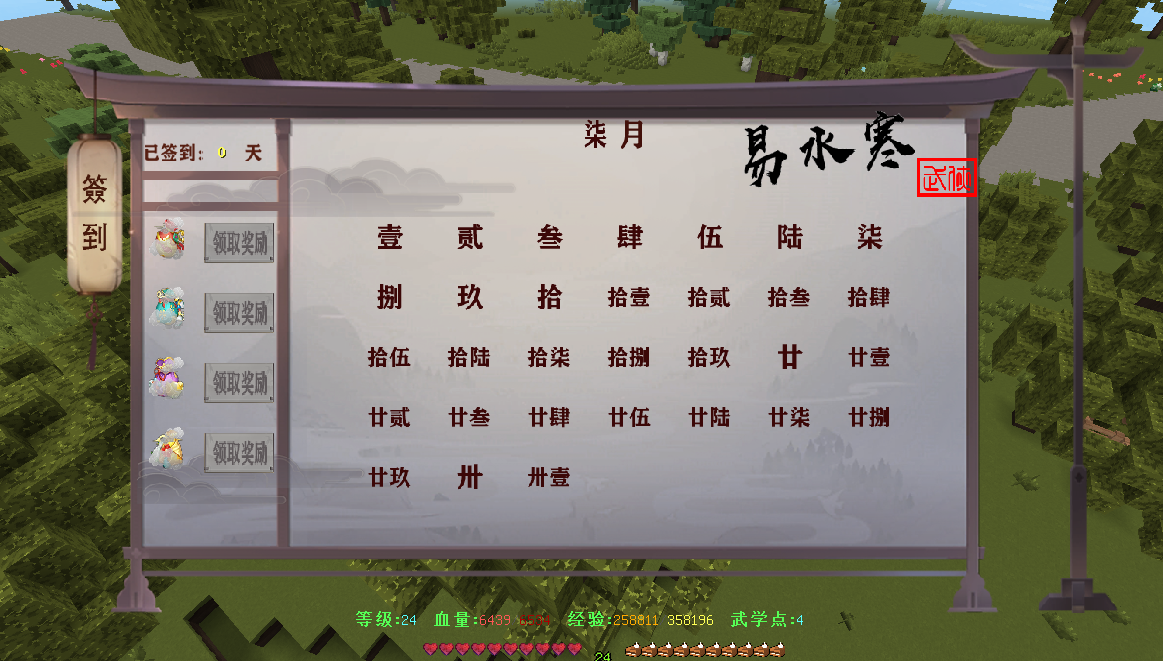 柒月
易水寒
武侠
已签到: 0 天
簽到
领取奖励
领取奖励
领取奖励
领取奖励
壹 贰 叁 肆 伍 陆 柒
捌 玖 拾 拾壹 拾贰 拾叁 拾肆
拾伍 拾陆 拾柒 拾捌 拾玖 廿 廿壹
廿贰 廿叁 廿肆 廿伍 廿陆 廿柒 廿捌
廿玖 卅 卅壹
等级:24 血量:6439 经验:258811 358196 武学点:4
24